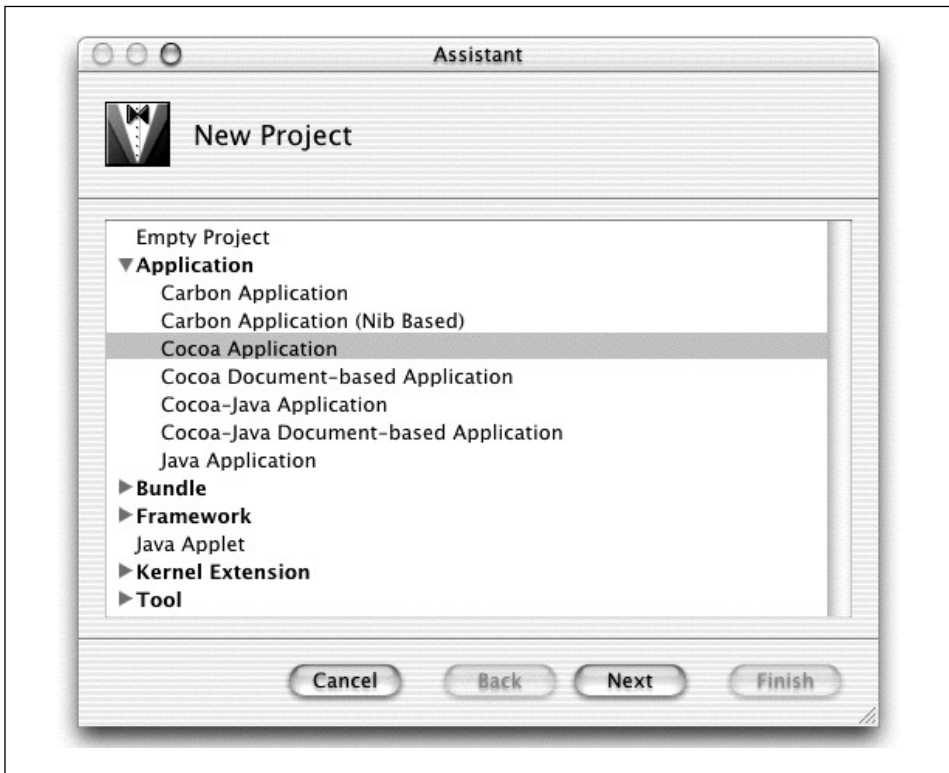 Assistant
New Project
Empty Project
Application
Carbon Application
Carbon Application (Nib Based)
Cocoa Application
Cocoa Document-based Application
Cocoa-Java Application
Cocoa-Java Document-based Application
Java Application
Bundle
Framework
Java Applet
Kernel Extension
Tool
Cancel Back Next Finish